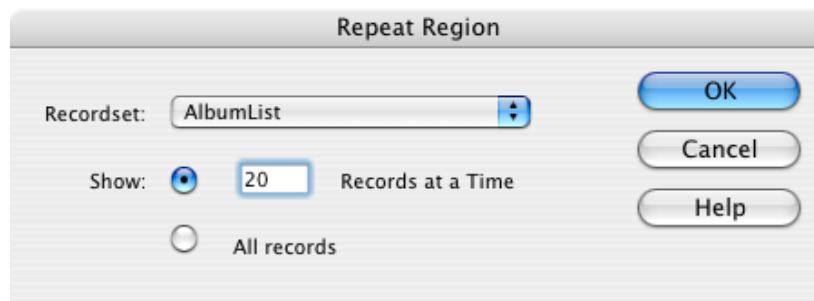 Repeat Region
Recordset: AlbumList
OK
Cancel
Show: 20 Records at a Time
Help
All records